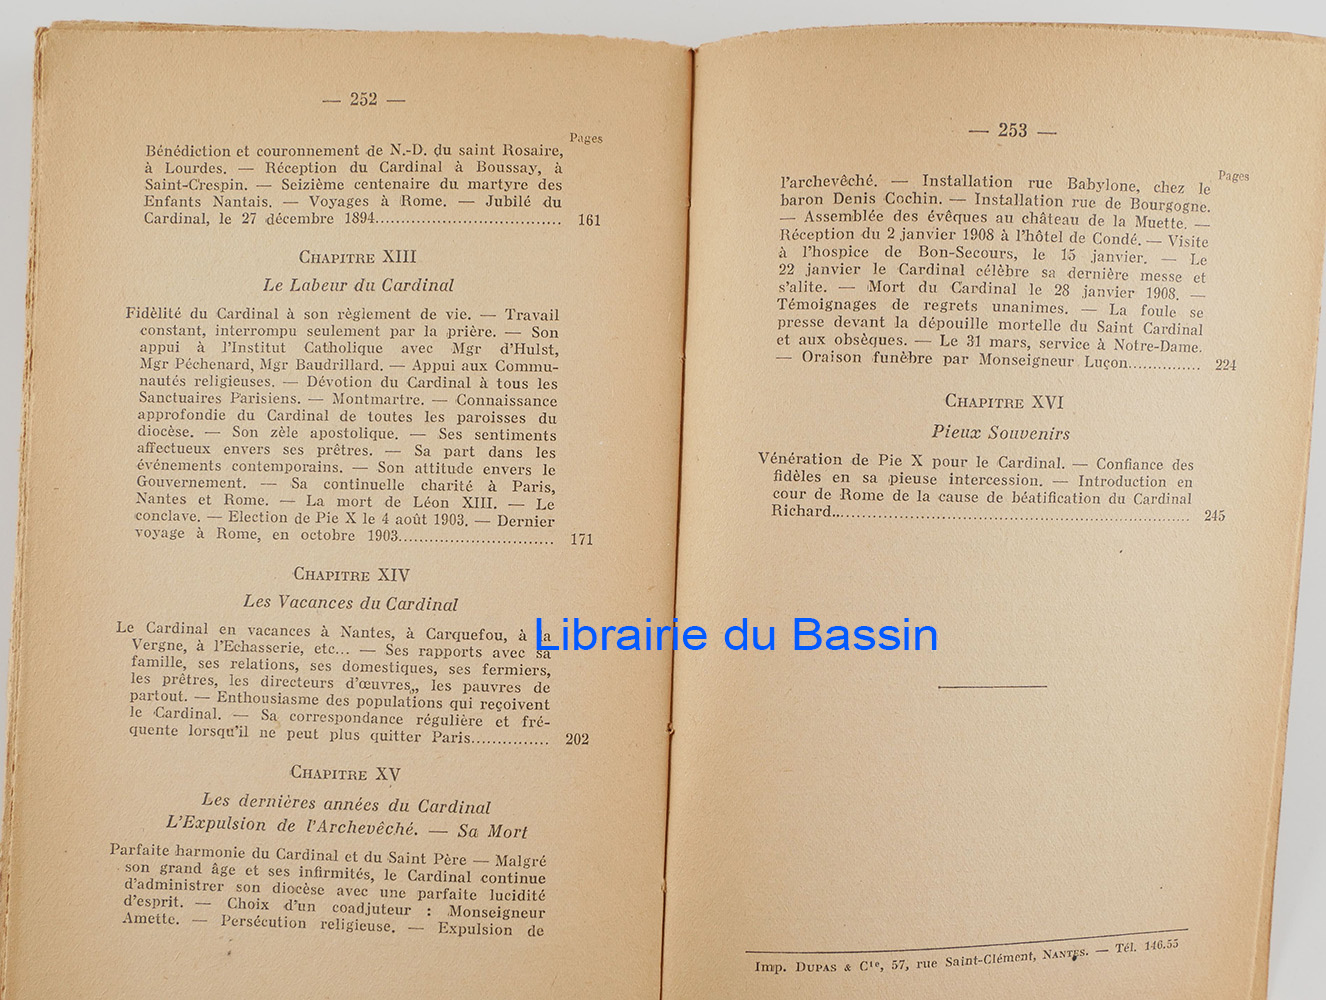 — 252 —
Pages
Bénédiction et couronnement de N.-D. du saint Rosaire,
à Lourdes. — Réception du Cardinal à Boussay, à
Saint-Crespin. — Seizième centenaire du martyre des
Enfants Nantais. — Voyages à Rome. — Jubilé du
Cardinal, le 27 décembre 1894.................................... 161
CHAPITRE XIII
Le Labeur du Cardinal
Fidélité du Cardinal à son règlement de vie. — Travail
constant, interrompu seulement par la prière. — Son
appui à l'Institut Catholique avec Mgr d'Hulst,
Mgr Péchenard, Mgr Baudrillard. — Appui aux Commu-
nautés religieuses. — Dévotion du Cardinal à tous les
Sanctuaires Parisiens. — Montmartre. — Connaissance
approfondie du Cardinal de toutes les paroisses du
diocèse. — Son zèle apostolique. — Ses sentiments
affectueux envers ses prêtres. — Sa part dans les
événements contemporains. — Son attitude envers le
Gouvernement. — Sa continuelle charité à Paris,
Nantes et Rome. — La mort de Léon XIII. — Le
conclave. — Election de Pie X le 4 août 1903. — Dernier
voyage à Rome, en octobre 1903.............................. 171
CHAPITRE XIV
Les Vacances du Cardinal
Le Cardinal en vacances à Nantes, à Carquefou, à la
Vergne, à l'Echasserie, etc... — Ses rapports avec sa
famille, ses relations, ses domestiques, ses fermiers,
les prêtres, les directeurs d'œuvres,, les pauvres de
partout. — Enthousiasme des populations qui reçoivent
le Cardinal. — Sa correspondance régulière et fré-
quente lorsqu'il ne peut plus quitter Paris............... 202
CHAPITRE XV
Les dernières années du Cardinal
L'Expulsion de l'Archevêché. — Sa Mort
Parfaite harmonie du Cardinal et du Saint Père — Malgré
son grand âge et ses infirmités, le Cardinal continue
d'administrer son diocèse avec une parfaite lucidité
d'esprit. — Choix d'un coadjuteur : Monseigneur
Amette. — Persécution religieuse. — Expulsion de
— 253 —
Pages
l'archevêché. — Installation rue Babylone, chez le
baron Denis Cochin. — Installation rue de Bourgogne.
— Assemblée des évêques au château de la Muette. —
Réception du 2 janvier 1908 à l'hôtel de Condé. — Visite
à l'hospice de Bon-Secours, le 15 janvier. — Le
22 janvier le Cardinal célèbre sa dernière messe et
s'alite. — Mort du Cardinal le 28 janvier 1908. —
Témoignages de regrets unanimes. — La foule se
presse devant la dépouille mortelle du Saint Cardinal
et aux obsèques. — Le 31 mars, service à Notre-Dame.
— Oraison funèbre par Monseigneur Luçon.............. 224
CHAPITRE XVI
Pieux Souvenirs
Vénération de Pie X pour le Cardinal. — Confiance des
fidèles en sa pieuse intercession. — Introduction en
cour de Rome de la cause de béatification du Cardinal
Richard..................................................................... 245
Librairie du Bassin
Imp. DUPAS & Cie, 57, rue Saint-Clément, NANTES. — Tél. 146.55